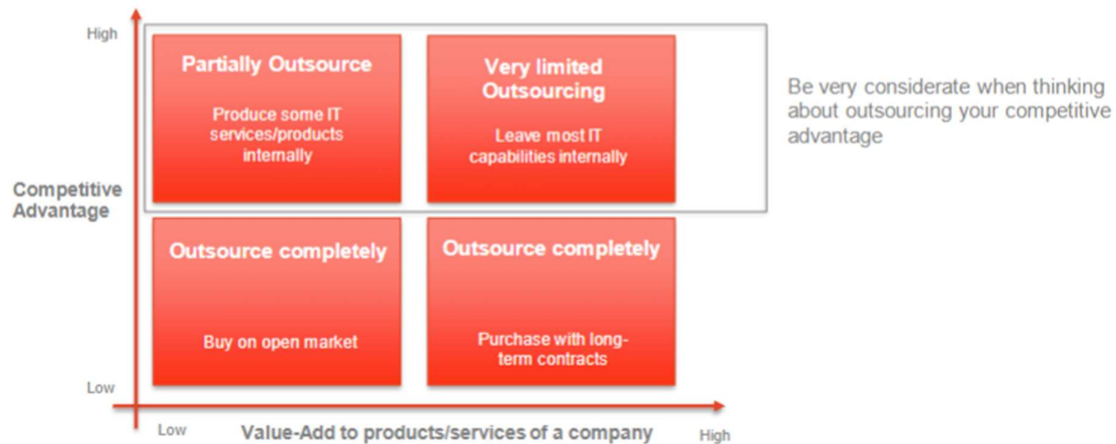 High
Partially Outsource
Produce some IT
services/products
internally
Very limited
Outsourcing
Leave most IT
capabilities internally
Be very considerate when thinking
about outsourcing your competitive
advantage
Competitive
Advantage
Outsource completely
Buy on open market
Outsource completely
Purchase with long-
term contracts
Low
Low
Value-Add to products/services of a company
High